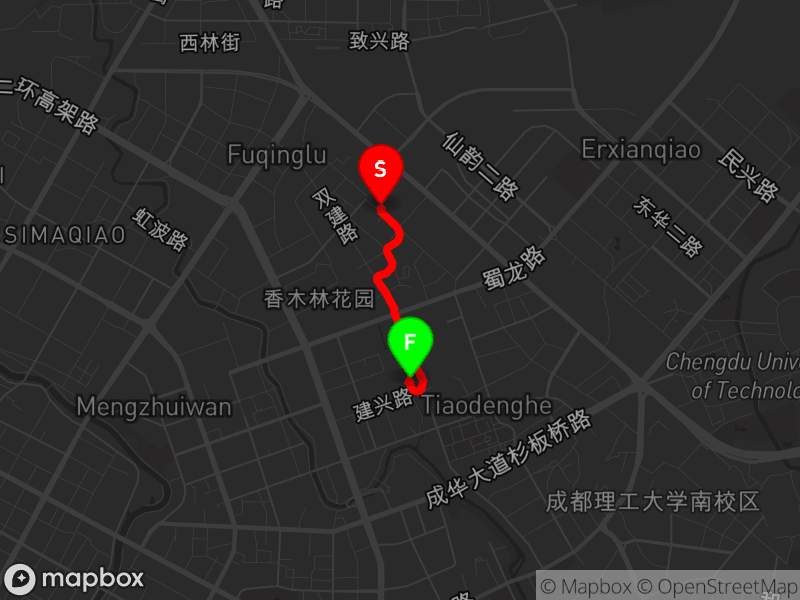 西林街
致兴路
二环高架路
Fuqinglu
仙韵二路
Erxianqiao
民兴路
S
双建路
东华二路
虹波路
SIMAQIAO
蜀龙路
香木林花园
F
Chengdu Unive
of Technolo
Mengzhuiwan
建兴路
Tiaodenghe
成华大道杉板桥路
成都理工大学南校区
mapbox
© Mapbox © OpenStreetMap